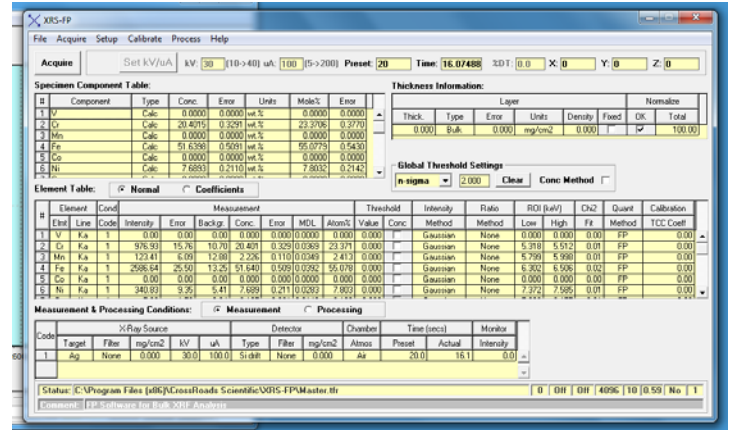 XRS-FP
File Acquire Setup Calibrate Process Help
Acquire Set kV/uA kV: 30 (10->40) uA: 100 (5->200) Preset: 20 Time: 16.07488 %DT: 0.0 X: 0 Y: 0 Z: 0
Specimen Component Table: Thickness Information:
# Component Type Conc. Error Units Mole% Error
1 V Calc 0.0000 0.0000 wt.% 0.0000 0.0000
2 Cr Calc 20.4015 0.3291 wt.% 23.3706 0.3770
3 Mn Calc 0.0000 0.0000 wt.% 0.0000 0.0000
4 Fe Calc 51.6398 0.5091 wt.% 55.0779 0.5430
5 Co Calc 0.0000 0.0000 wt.% 0.0000 0.0000
6 Ni Calc 7.6893 0.2110 wt.% 7.8032 0.2142
Layer Normalize
Thick. Type Error Units Density Fixed OK Total
0.000 Bulk 0.000 mg/cm2 0.000 100.00
Global Threshold Settings
n-sigma 2.000 Clear Conc Method
Element Table: Normal Coefficients
# Element Cond Measurement Threshold Intensity Ratio ROI (keV) Chi2 Quant Calibration
Elnt Line Code Intensity Error Backgr. Conc. Error MDL Atom% Value Conc Method Method Low High Fit Method TCC Coeff
1 V Ka 1 0.00 0.00 0.00 0.00 0.00 0.000 0.00 0.000 Gaussian None 0.000 0.000 0.01 FP 0.00
2 Cr Ka 1 976.93 15.76 10.70 20.401 0.329 0.0369 23.371 0.000 Gaussian None 5.318 5.512 0.01 FP 0.00
3 Mn Ka 1 123.41 6.09 12.88 2.226 0.110 0.0349 2.413 0.000 Gaussian None 5.799 5.998 0.01 FP 0.00
4 Fe Ka 1 2586.64 25.50 13.25 51.640 0.509 0.0392 55.078 0.000 Gaussian None 6.302 6.506 0.02 FP 0.00
5 Co Ka 1 0.00 0.00 0.00 0.000 0.000 0.0000 0.000 0.000 Gaussian None 0.000 0.000 0.01 FP 0.00
6 Ni Ka 1 340.83 9.35 5.41 7.689 0.211 0.0283 7.803 0.000 Gaussian None 7.372 7.585 0.01 FP 0.00
Measurement & Processing Conditions: Measurement Processing
Code X-Ray Source Detector Chamber Time (secs) Monitor
Target Filter mg/cm2 kV uA Type Filter mg/cm2 Atmos Preset Actual Intensity
1 Ag None 0.000 30.0 100.0 Si drift None 0.000 Air 20.0 16.1 0.0
Status: C:\Program Files (x86)\CrossRoads Scientific\XRS-FP\Master.tfr 0 Off Off 4096 10 0.59 No 1
Comment: FP Software for Bulk XRF Analysis